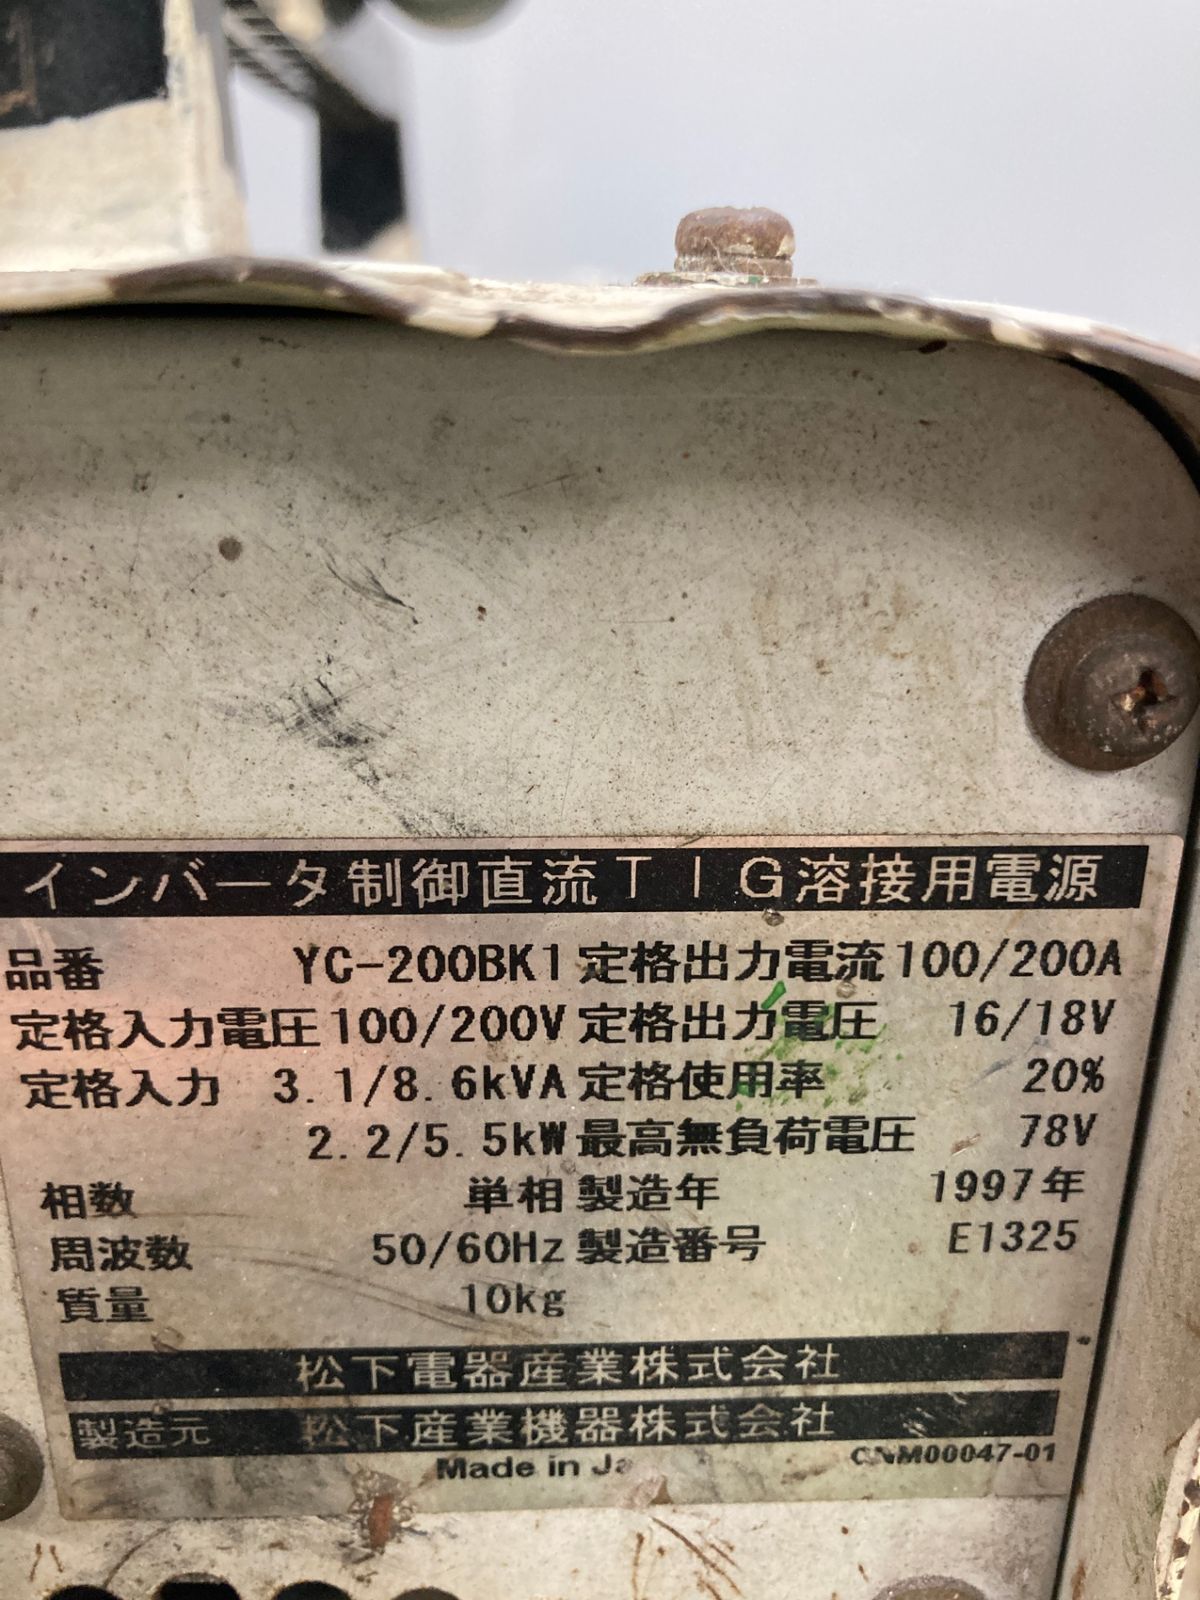 インバータ制御直流TIG溶接用電源
品番 YC-200BK1 定格出力電流 100/200A
定格入力電圧 100/200V 定格出力電圧 16/18V
定格入力 3.1/8.6kVA 定格使用率 20%
2.2/5.5kW 最高無負荷電圧 78V
相数 単相 製造年 1997年
周波数 50/60Hz 製造番号 E1325
質量 10kg
松下電器産業株式会社
製造元 松下産業機器株式会社
Made in
NM00047-01